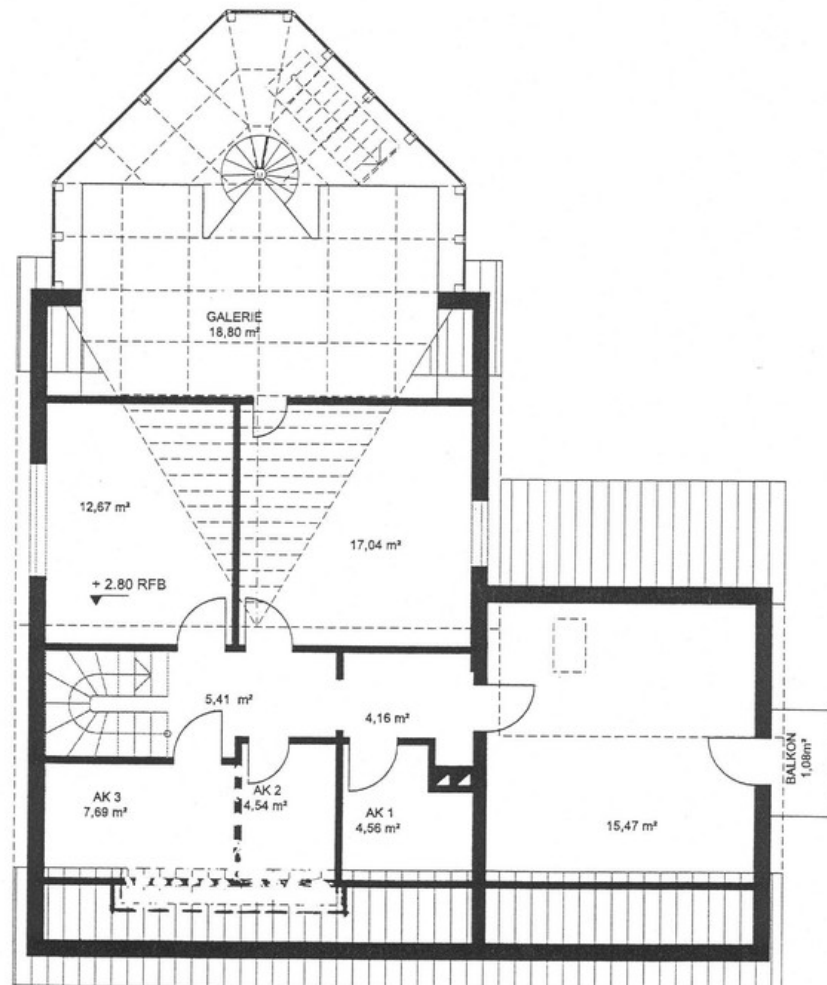 GALERIE
18,80 m²
12,67 m²
17,04 m²
+ 2.80 RFB
5,41 m²
4,16 m²
BALKON
1,08m²
AK 3
7,69 m²
AK 2
4,54 m²
AK 1
4,56 m²
15,47 m²